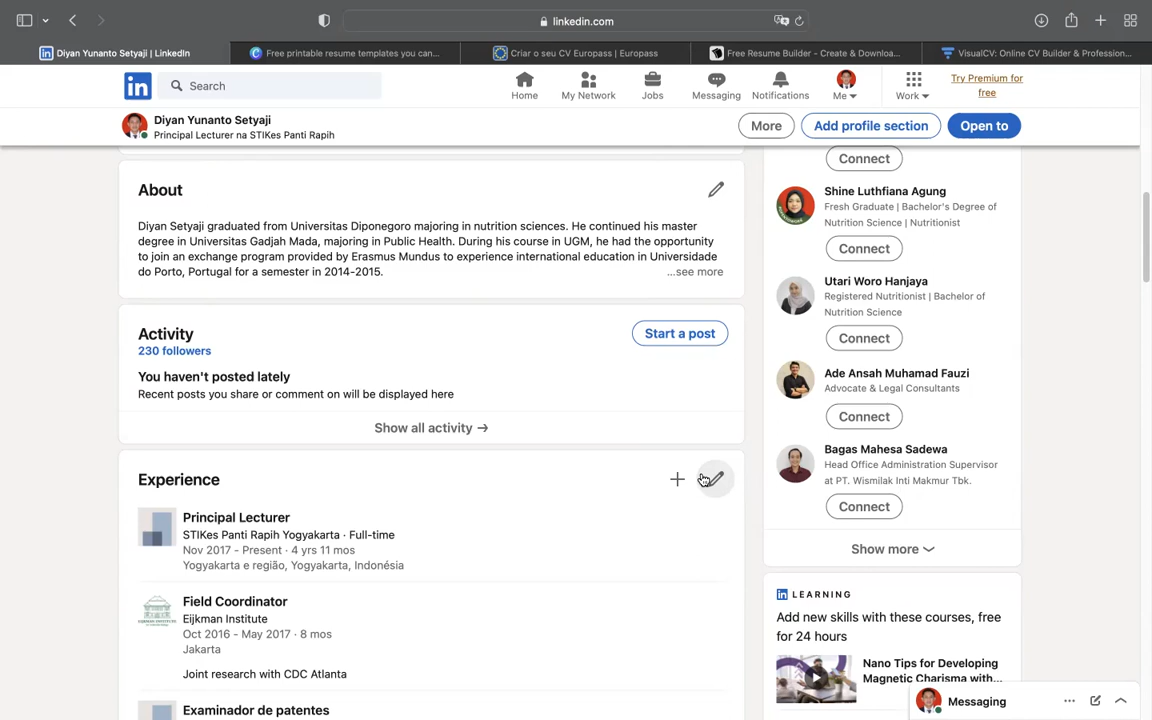 linkedin.com
Diyan Yunanto Setyaji | LinkedIn
Free printable resume templates you can...
Criar o seu CV Europass | Europass
Free Resume Builder - Create & Downloa...
VisualCV: Online CV Builder & Profession...
in
Search
Home
My Network
Jobs
Messaging
Notifications
Me
Work
Try Premium for
free
Diyan Yunanto Setyaji
Principal Lecturer na STIKes Panti Rapih
More
Add profile section
Open to
About
Diyan Setyaji graduated from Universitas Diponegoro majoring in nutrition sciences. He continued his master
degree in Universitas Gadjah Mada, majoring in Public Health. During his course in UGM, he had the opportunity
to join an exchange program provided by Erasmus Mundus to experience international education in Universidade
do Porto, Portugal for a semester in 2014-2015.
...see more
Activity
230 followers
Start a post
You haven't posted lately
Recent posts you share or comment on will be displayed here
Show all activity →
Experience
Principal Lecturer
STIKes Panti Rapih Yogyakarta · Full-time
Nov 2017 - Present · 4 yrs 11 mos
Yogyakarta e região, Yogyakarta, Indonésia
Field Coordinator
Eijkman Institute
Oct 2016 - May 2017 · 8 mos
Jakarta
Joint research with CDC Atlanta
Examinador de patentes
Connect
Shine Luthfiana Agung
Fresh Graduate | Bachelor's Degree of
Nutrition Science | Nutritionist
Connect
Utari Woro Hanjaya
Registered Nutritionist | Bachelor of
Nutrition Science
Connect
Ade Ansah Muhamad Fauzi
Advocate & Legal Consultants
Connect
Bagas Mahesa Sadewa
Head Office Administration Supervisor
at PT. Wismilak Inti Makmur Tbk.
Connect
Show more
in LEARNING
Add new skills with these courses, free
for 24 hours
Nano Tips for Developing
Magnetic Charisma with...
Messaging